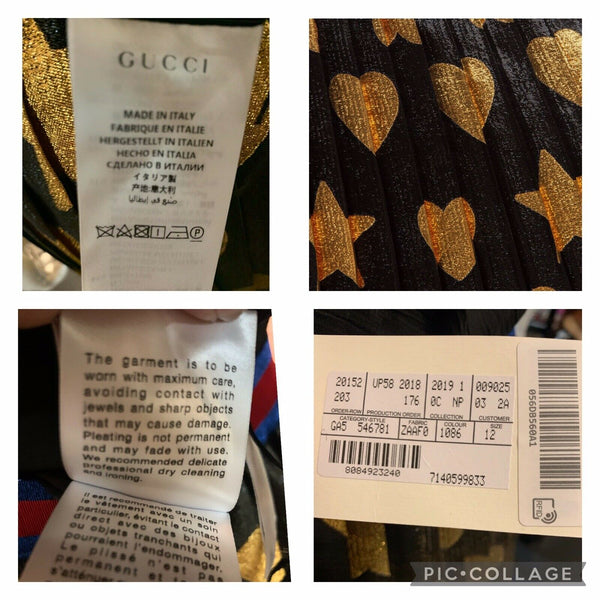 GUCCI
MADE IN ITALY
FABRIQUE EN ITALIE
HERGESTELLT IN ITALIEN
HECHO EN ITALIA
СДЕЛАНО В ИТАЛИИ
イタリア製
产地:意大利
صنع في إيطاليا
P
The garment is to be
worn with maximum care,
avoiding contact with
jewels and sharp objects
that may cause damage.
Pleating is not permanent
and may fade with use.
We recommended delicate
professional dry cleaning
and ironing.
Il est recommandé de traiter
le vêtement avec un soin
particulier, évitant le contact
direct avec des bijoux
ou objets tranchants qui
pourraient l'endommager.
Le plissé n'est pas
permanent et
s'atténuer
20152 UP58 2018 2019 1 009025
203 176 0C NP 03 2A
ORDER-ROW PRODUCTION ORDER COLLECTION CUSTOMER
CATEGORY-STYLE FABRIC COLOUR SIZE
GA5 546781 ZAAF0 1086 12
8084923240 7140599833
056DB560A1
RFID
PIC•COLLAGE